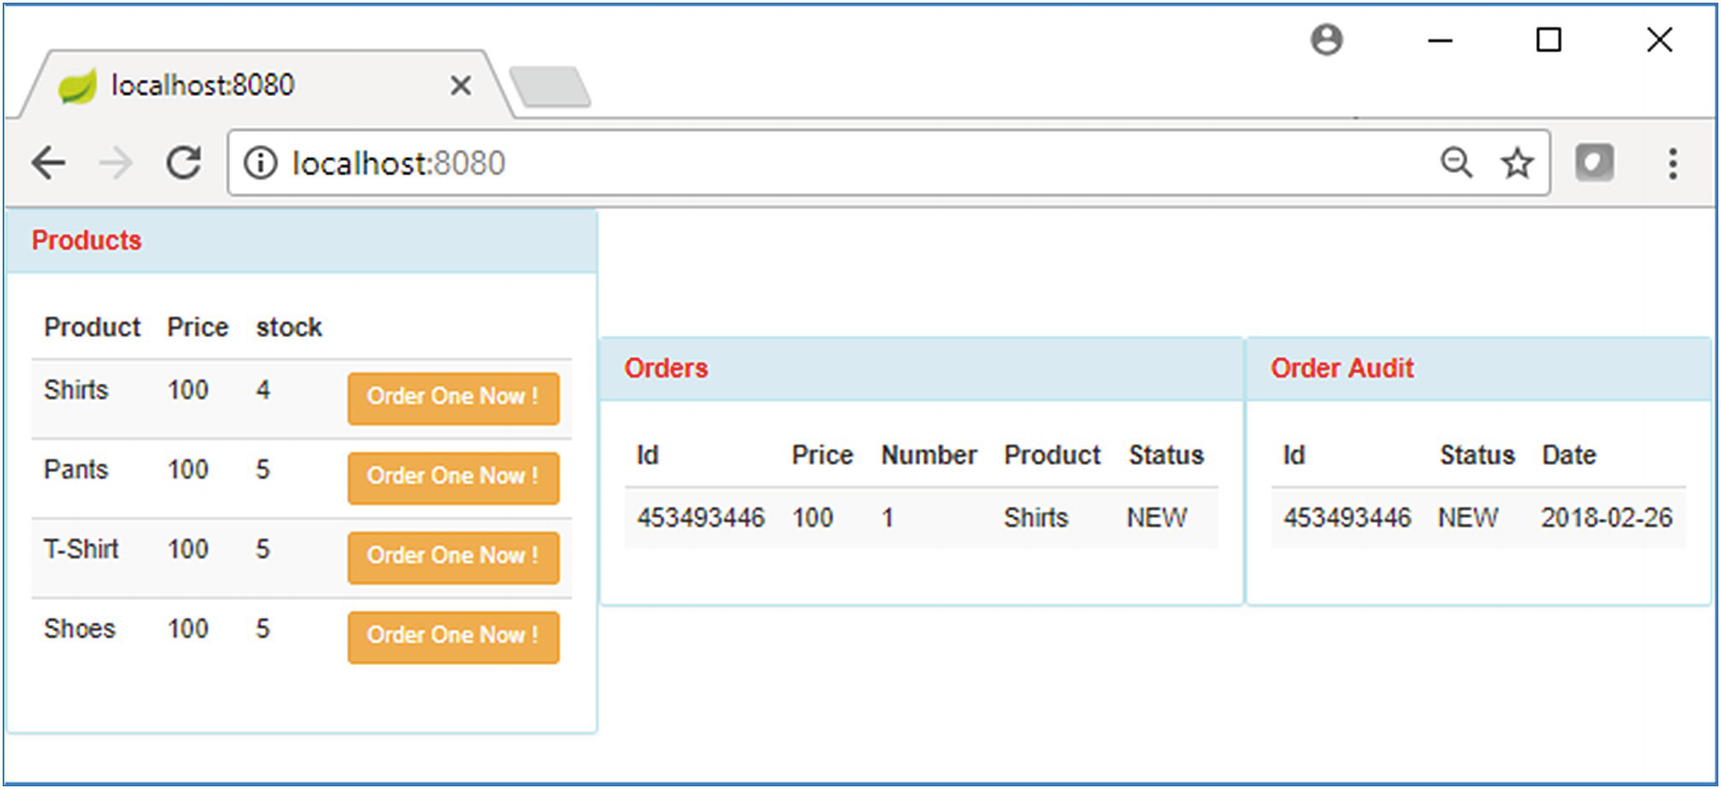 localhost:8080
localhost:8080
Products
Product Price stock
Shirts 100 4 Order One Now !
Pants 100 5 Order One Now !
T-Shirt 100 5 Order One Now !
Shoes 100 5 Order One Now !
Orders
Id Price Number Product Status
453493446 100 1 Shirts NEW
Order Audit
Id Status Date
453493446 NEW 2018-02-26